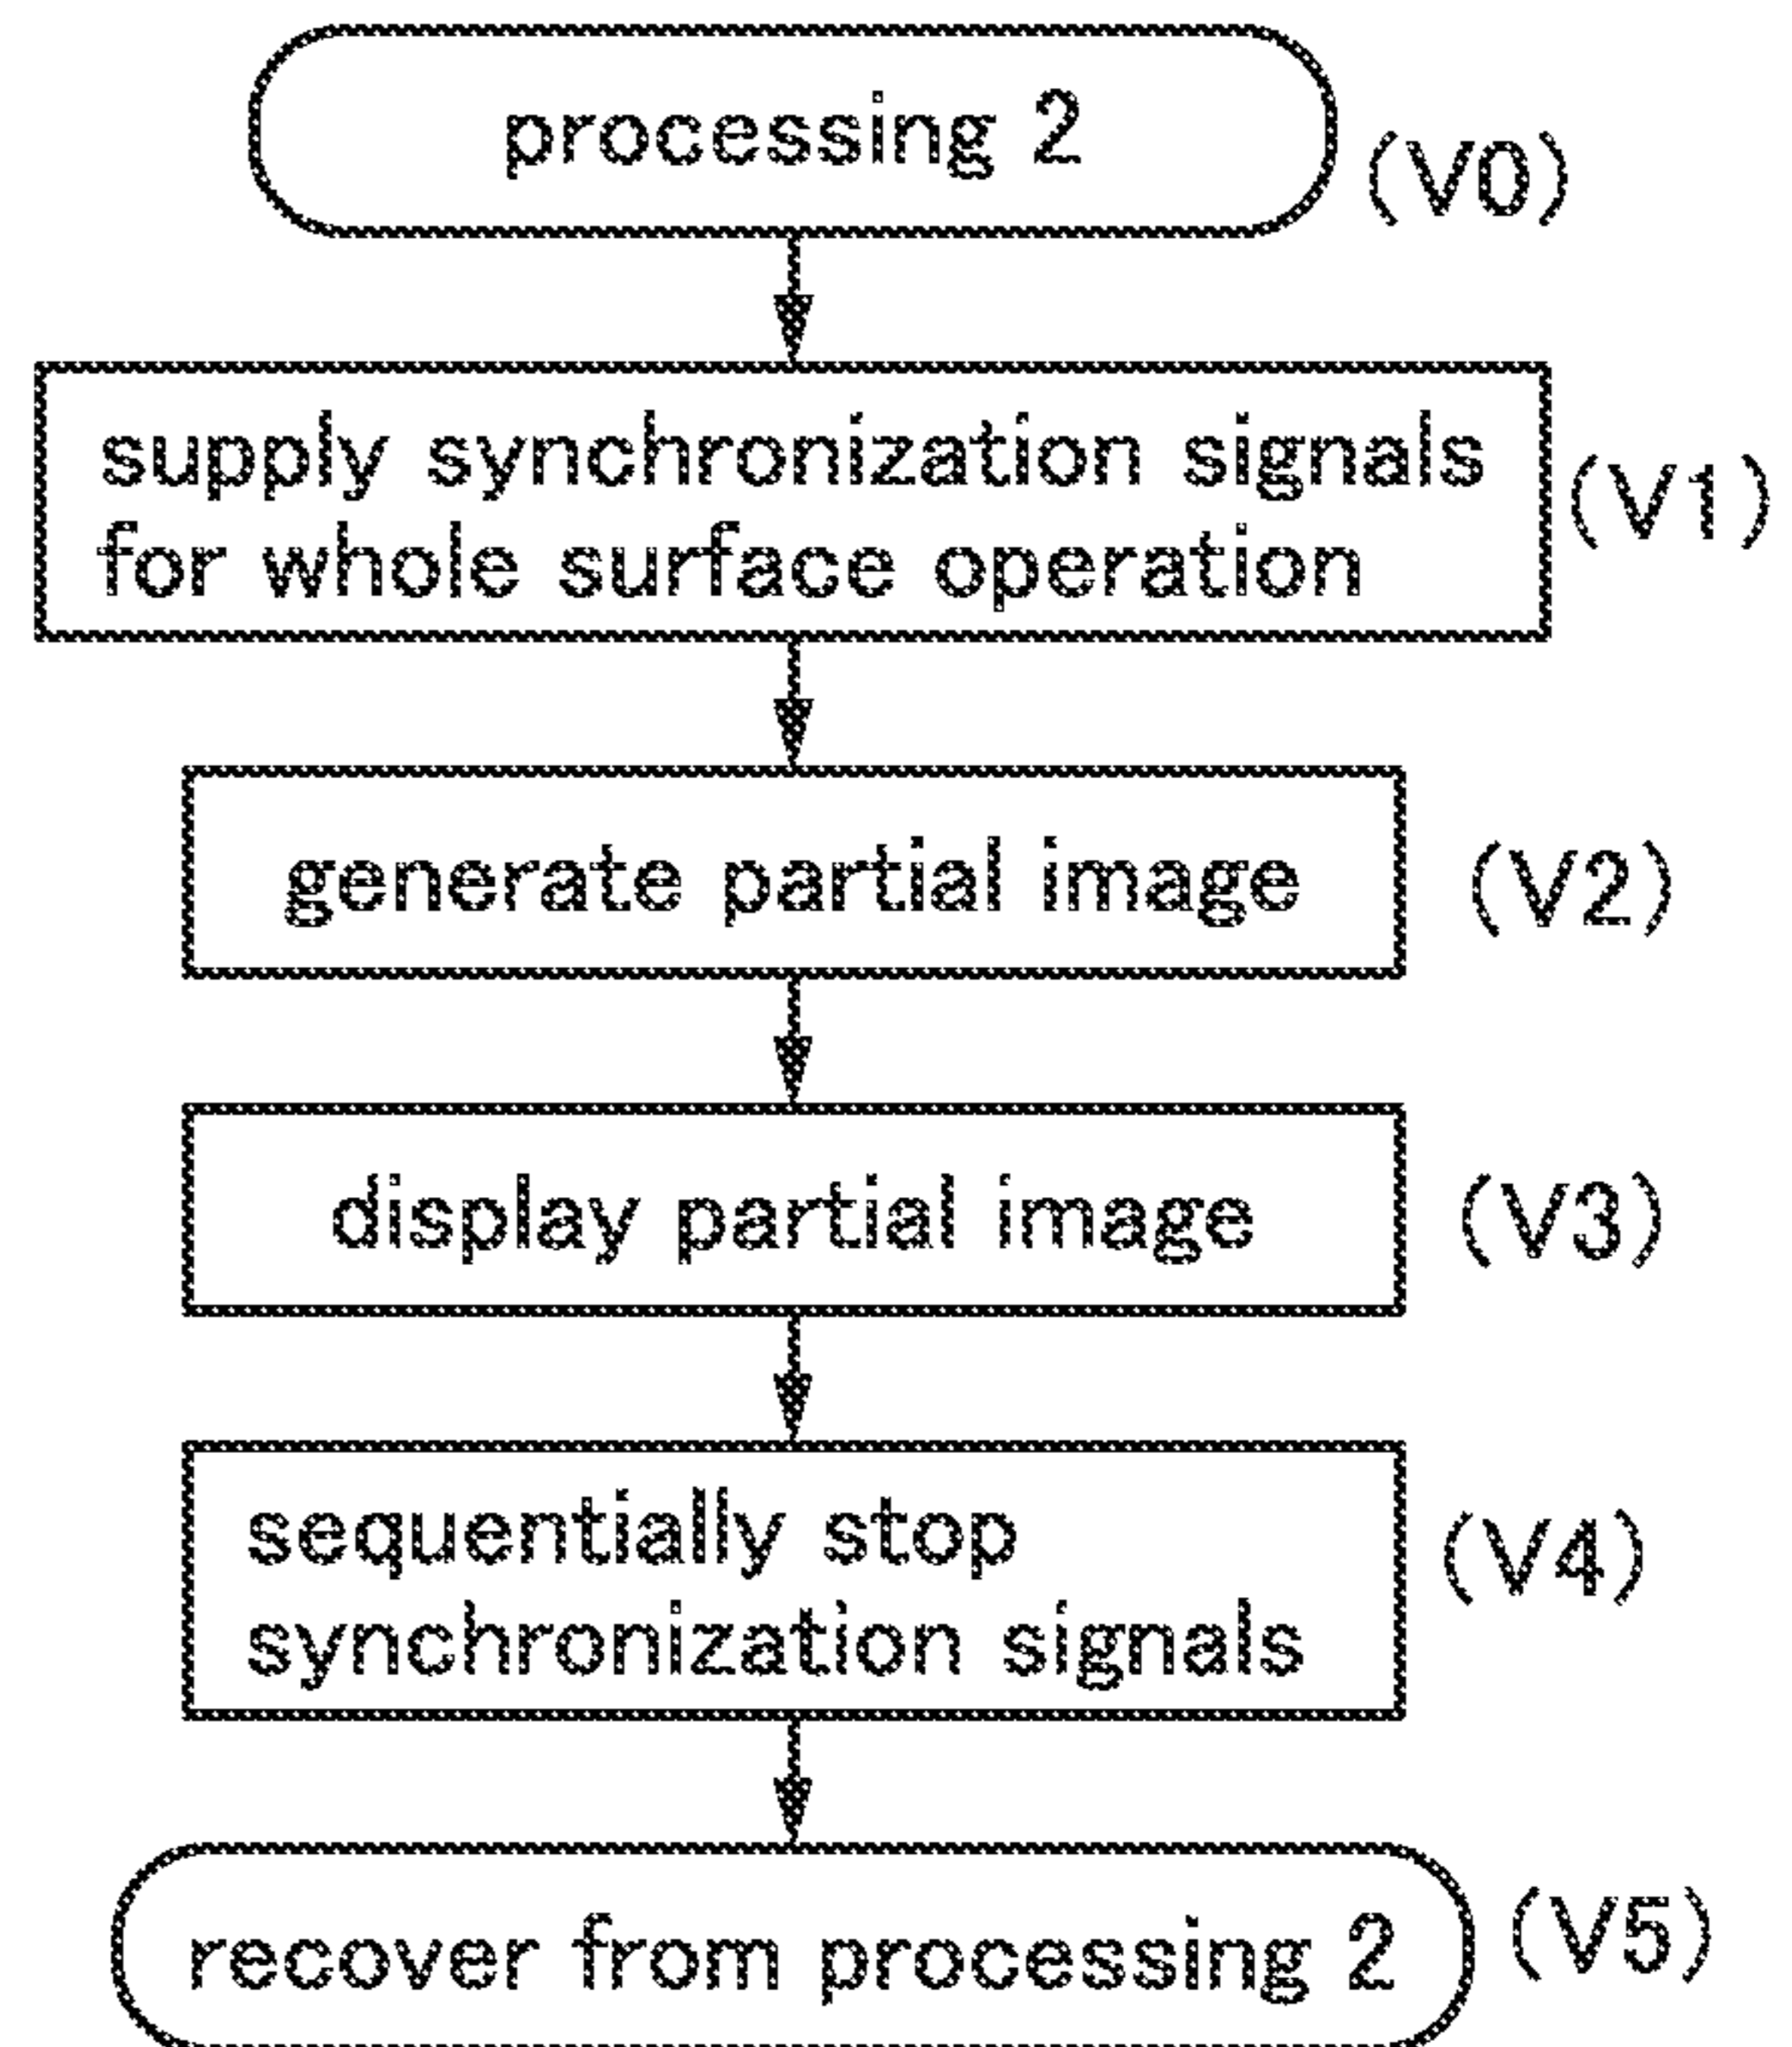 processing 2
(V0)
supply synchronization signals
for whole surface operation
(V1)
generate partial image
(V2)
display partial image
(V3)
sequentially stop
synchronization signals
(V4)
recover from processing 2
(V5)